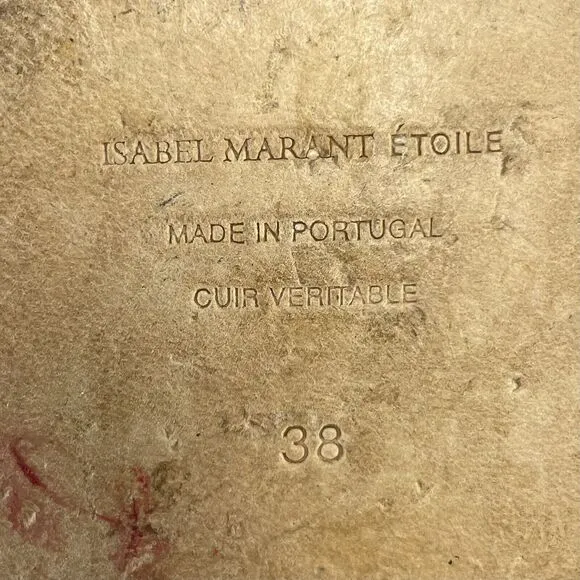 ISABEL MARANT ÉTOILE
MADE IN PORTUGAL
CUIR VERITABLE
38